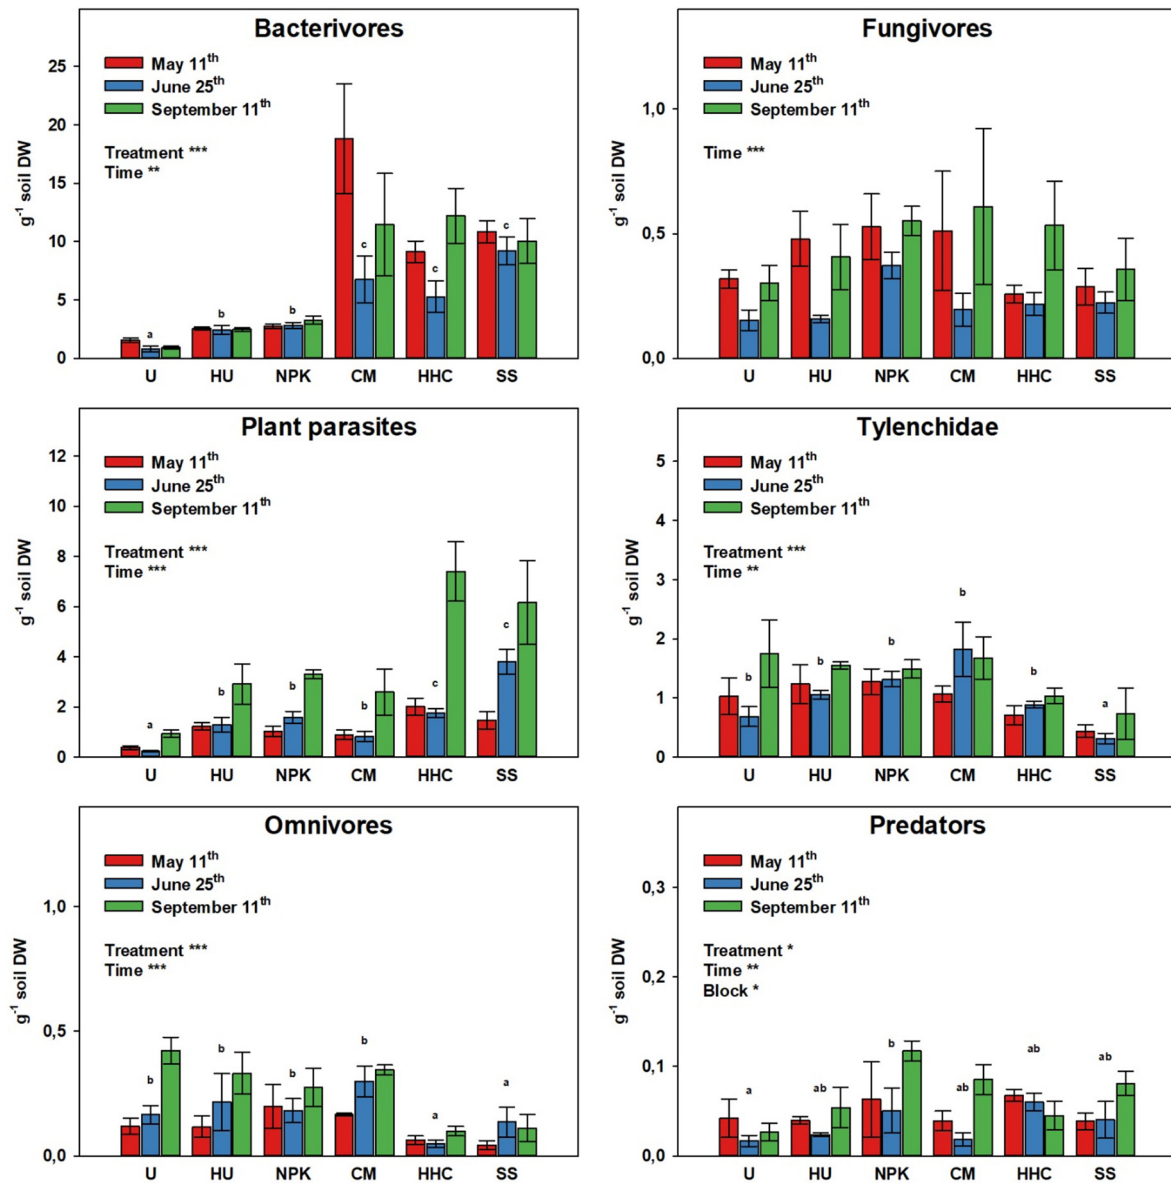 Bacterivores
May 11th
June 25th
September 11th
Treatment ***
Time **
g-1 soil DW
25
20
15
10
5
0
a
b
b
c
c
c
U HU NPK CM HHC SS
Fungivores
May 11th
June 25th
September 11th
Time ***
g-1 soil DW
1,0
0,5
0,0
U HU NPK CM HHC SS
Plant parasites
May 11th
June 25th
September 11th
Treatment ***
Time ***
g-1 soil DW
12
10
8
6
4
2
0
a
b
b
b
c
c
U HU NPK CM HHC SS
Tylenchidae
May 11th
June 25th
September 11th
Treatment ***
Time **
g-1 soil DW
5
4
3
2
1
0
b
b
b
b
b
a
U HU NPK CM HHC SS
Omnivores
May 11th
June 25th
September 11th
Treatment ***
Time ***
g-1 soil DW
1,0
0,5
0,0
b
b
b
b
a
a
U HU NPK CM HHC SS
Predators
May 11th
June 25th
September 11th
Treatment *
Time **
Block *
g-1 soil DW
0,3
0,2
0,1
0,0
a
ab
b
ab
ab
ab
U HU NPK CM HHC SS